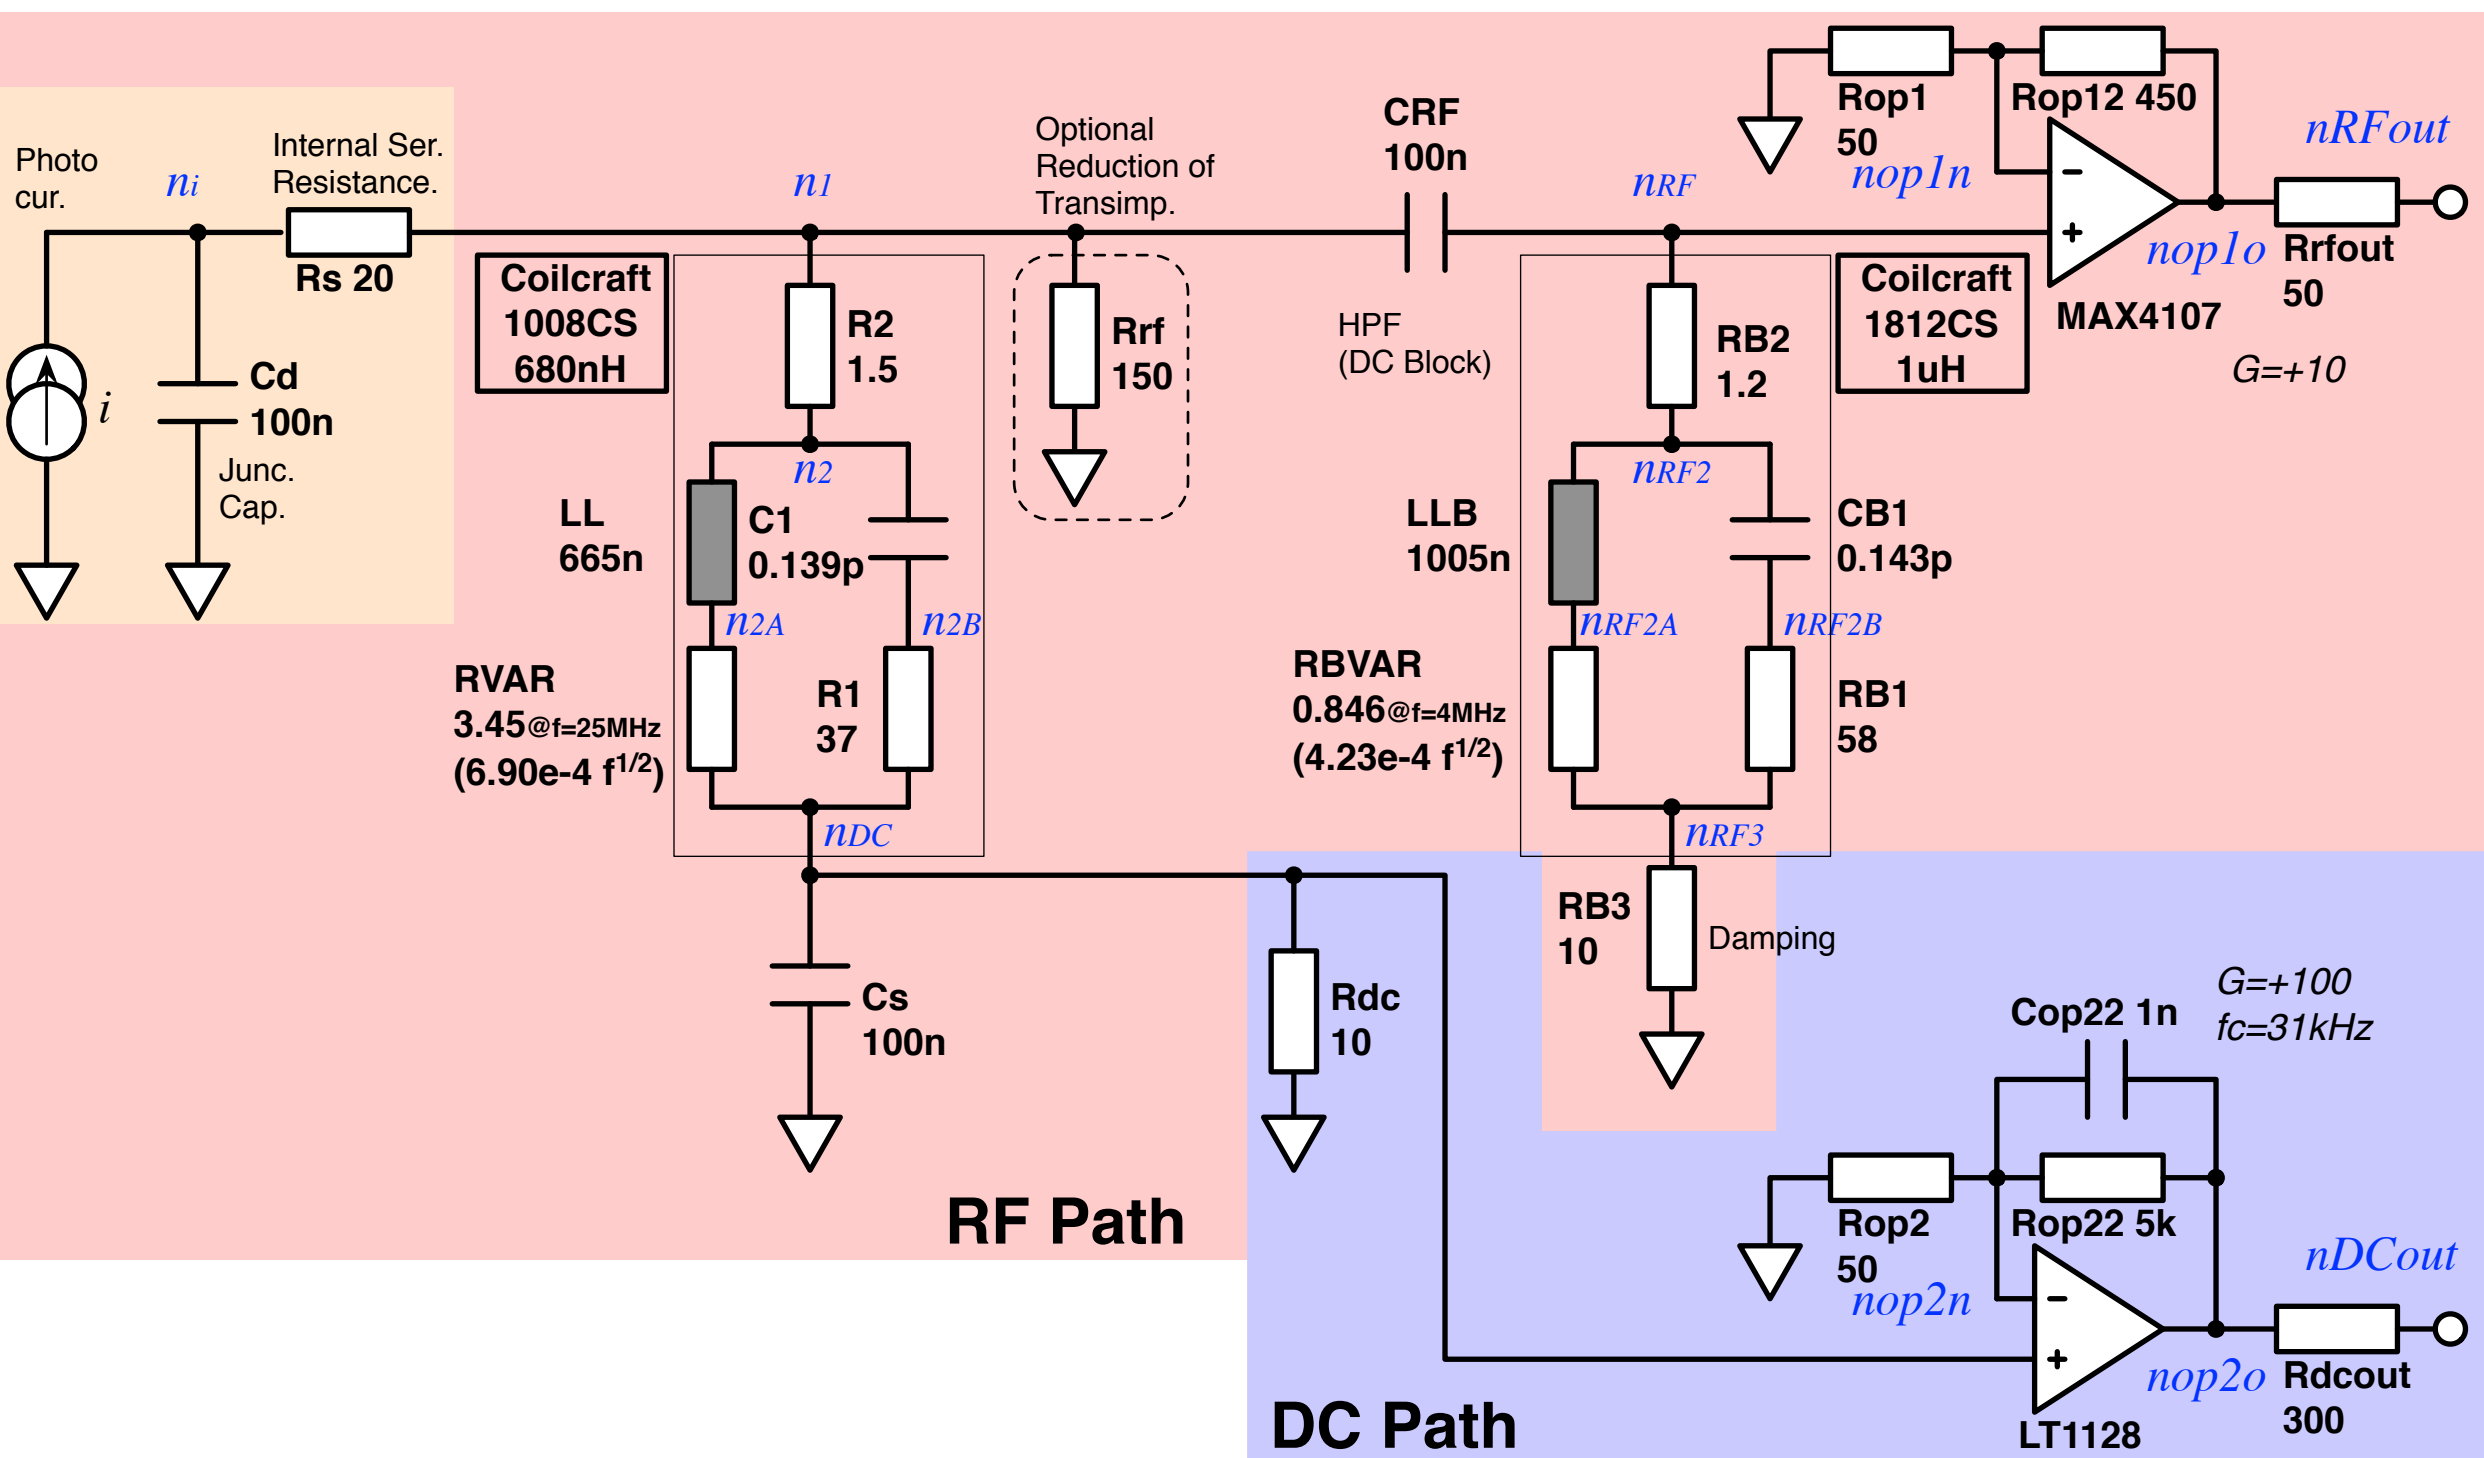 Photo
cur.
ni
Internal Ser.
Resistance.
Rs 20
i
Cd
100n
Junc.
Cap.
n1
Coilcraft
1008CS
680nH
R2
1.5
n2
LL
665n
C1
0.139p
n2A
n2B
RVAR
3.45@f=25MHz
(6.90e-4 f1/2)
R1
37
nDC
Cs
100n
Optional
Reduction of
Transimp.
Rrf
150
CRF
100n
HPF
(DC Block)
nRF
Coilcraft
1812CS
1uH
RB2
1.2
nRF2
LLB
1005n
CB1
0.143p
nRF2A
nRF2B
RBVAR
0.846@f=4MHz
(4.23e-4 f1/2)
RB1
58
nRF3
RB3
10
Damping
Rop1
50
Rop12 450
nop1n
nRFout
nop1o
Rrfout
50
MAX4107
G=+10
RF Path
Rdc
10
G=+100
fc=31kHz
Cop22 1n
Rop2
50
Rop22 5k
nop2n
nDCout
nop2o
Rdcout
300
LT1128
DC Path